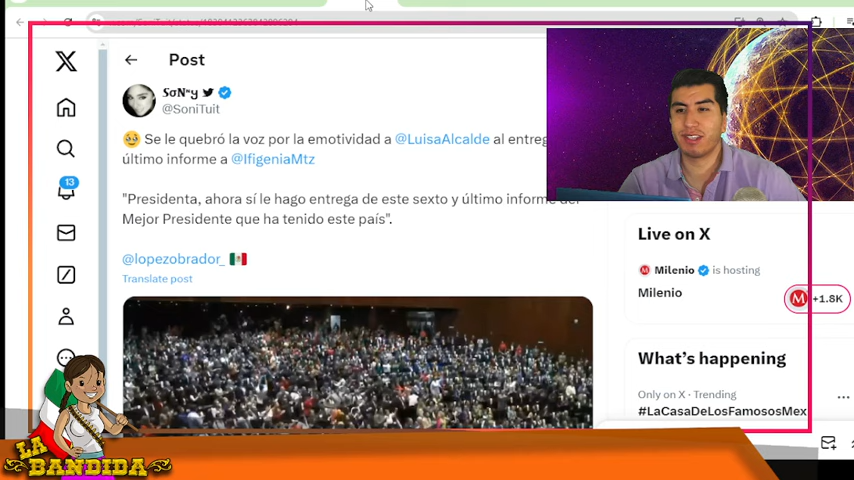 Post
SoNᵘy
@SoniTuit
🥹 Se le quebró la voz por la emotividad a @LuisaAlcalde al
último informe a @IfigeniaMtz
"Presidenta, ahora sí le hago entrega de este sexto y último informe del
Mejor Presidente que ha tenido este país".
@lopezobrador_ 🇲🇽
Translate post
13
Live on X
Milenio is hosting
Milenio
+1.8K
What's happening
Only on X · Trending
#LaCasaDeLosFamososMex
LA
BANDIDA